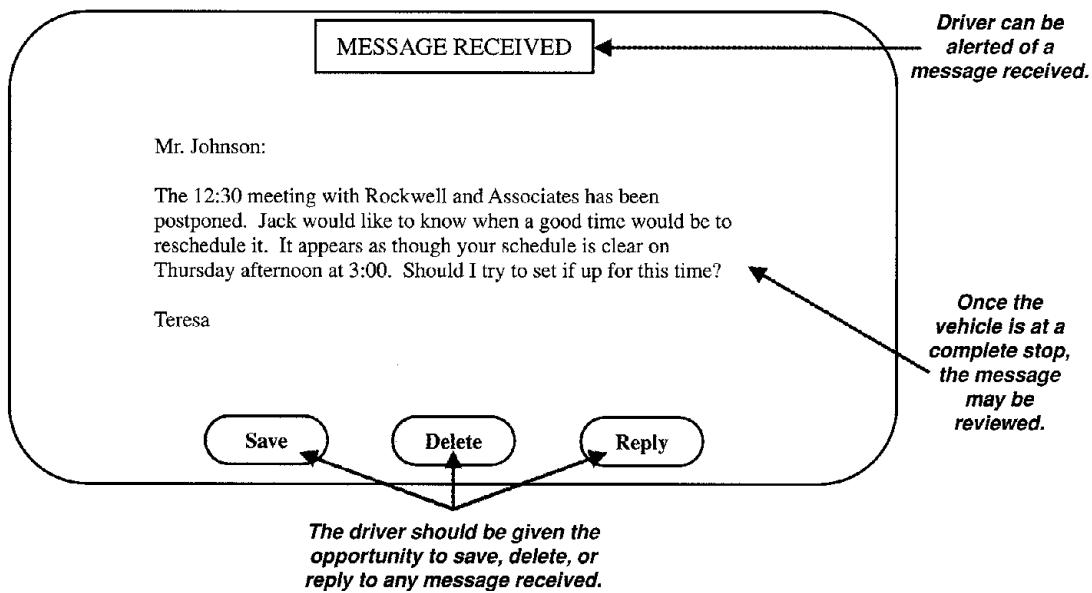 MESSAGE RECEIVED
Driver can be
alerted of a
message received.
Mr. Johnson:
The 12:30 meeting with Rockwell and Associates has been
postponed. Jack would like to know when a good time would be to
reschedule it. It appears as though your schedule is clear on
Thursday afternoon at 3:00. Should I try to set if up for this time?
Teresa
Once the
vehicle is at a
complete stop,
the message
may be
reviewed.
Save
Delete
Reply
The driver should be given the
opportunity to save, delete, or
reply to any message received.